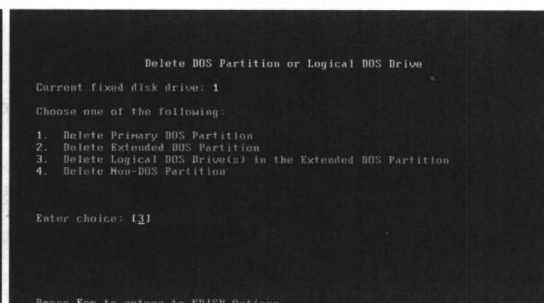 Delete DOS Partition or Logical DOS Drive
Current fixed disk drive: 1
Choose one of the following:
1. Delete Primary DOS Partition
2. Delete Extended DOS Partition
3. Delete Logical DOS Drive(s) in the Extended DOS Partition
4. Delete Non-DOS Partition
Enter choice: [3]
Press Esc to return to FDISK Options